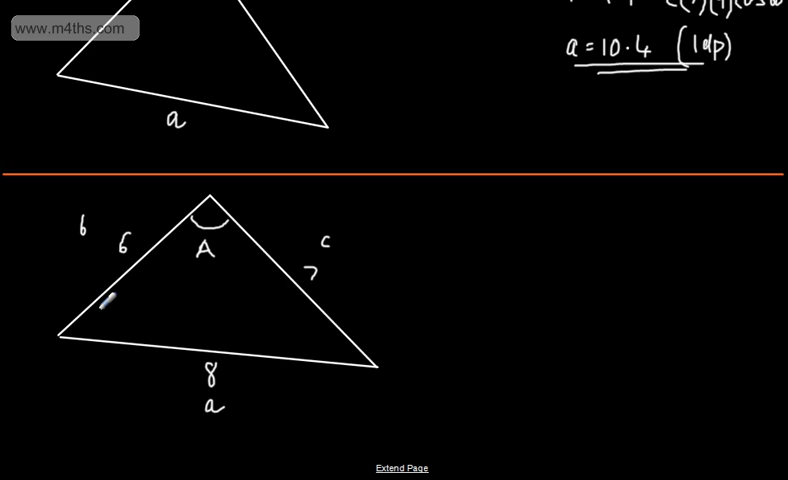 www.m4ths.com
a = 10.4 (1dp)
a
b
6
A
c
7
8
a
Extend Page